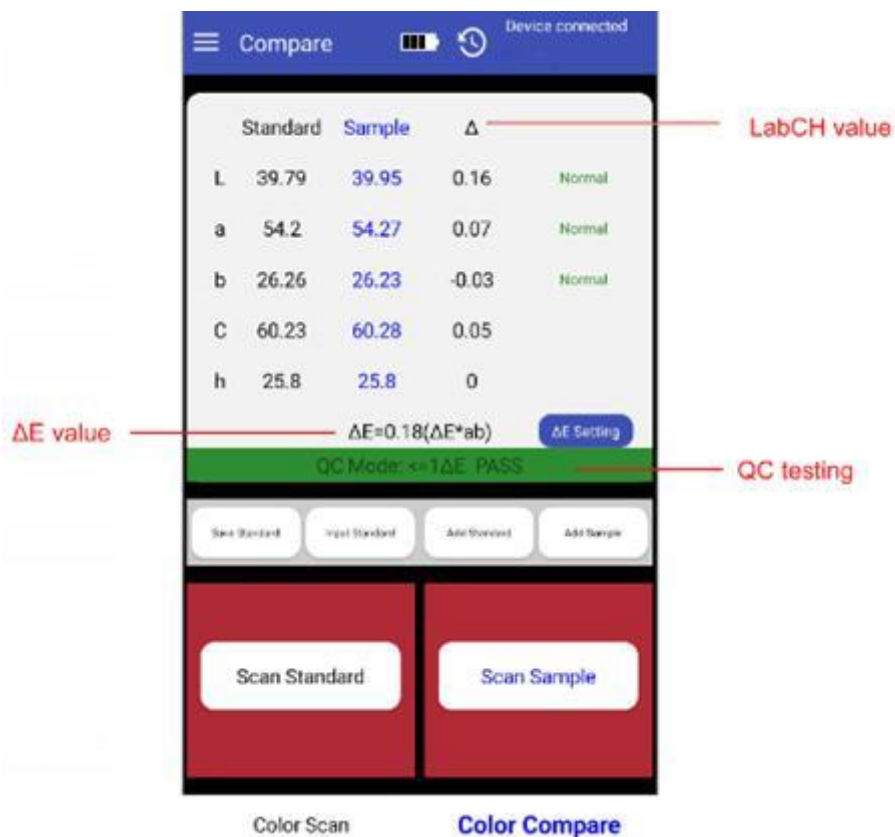 Compare
Device connected
Standard Sample Δ
LabCH value
L 39.79 39.95 0.16 Normal
a 54.2 54.27 0.07 Normal
b 26.26 26.23 -0.03 Normal
C 60.23 60.28 0.05
h 25.8 25.8 0
ΔE value
ΔE=0.18(ΔE*ab)
ΔE Setting
QC Mode: <=1ΔE PASS
QC testing
Save Standard Input Standard Add Standard Add Sample
Scan Standard Scan Sample
Color Scan Color Compare